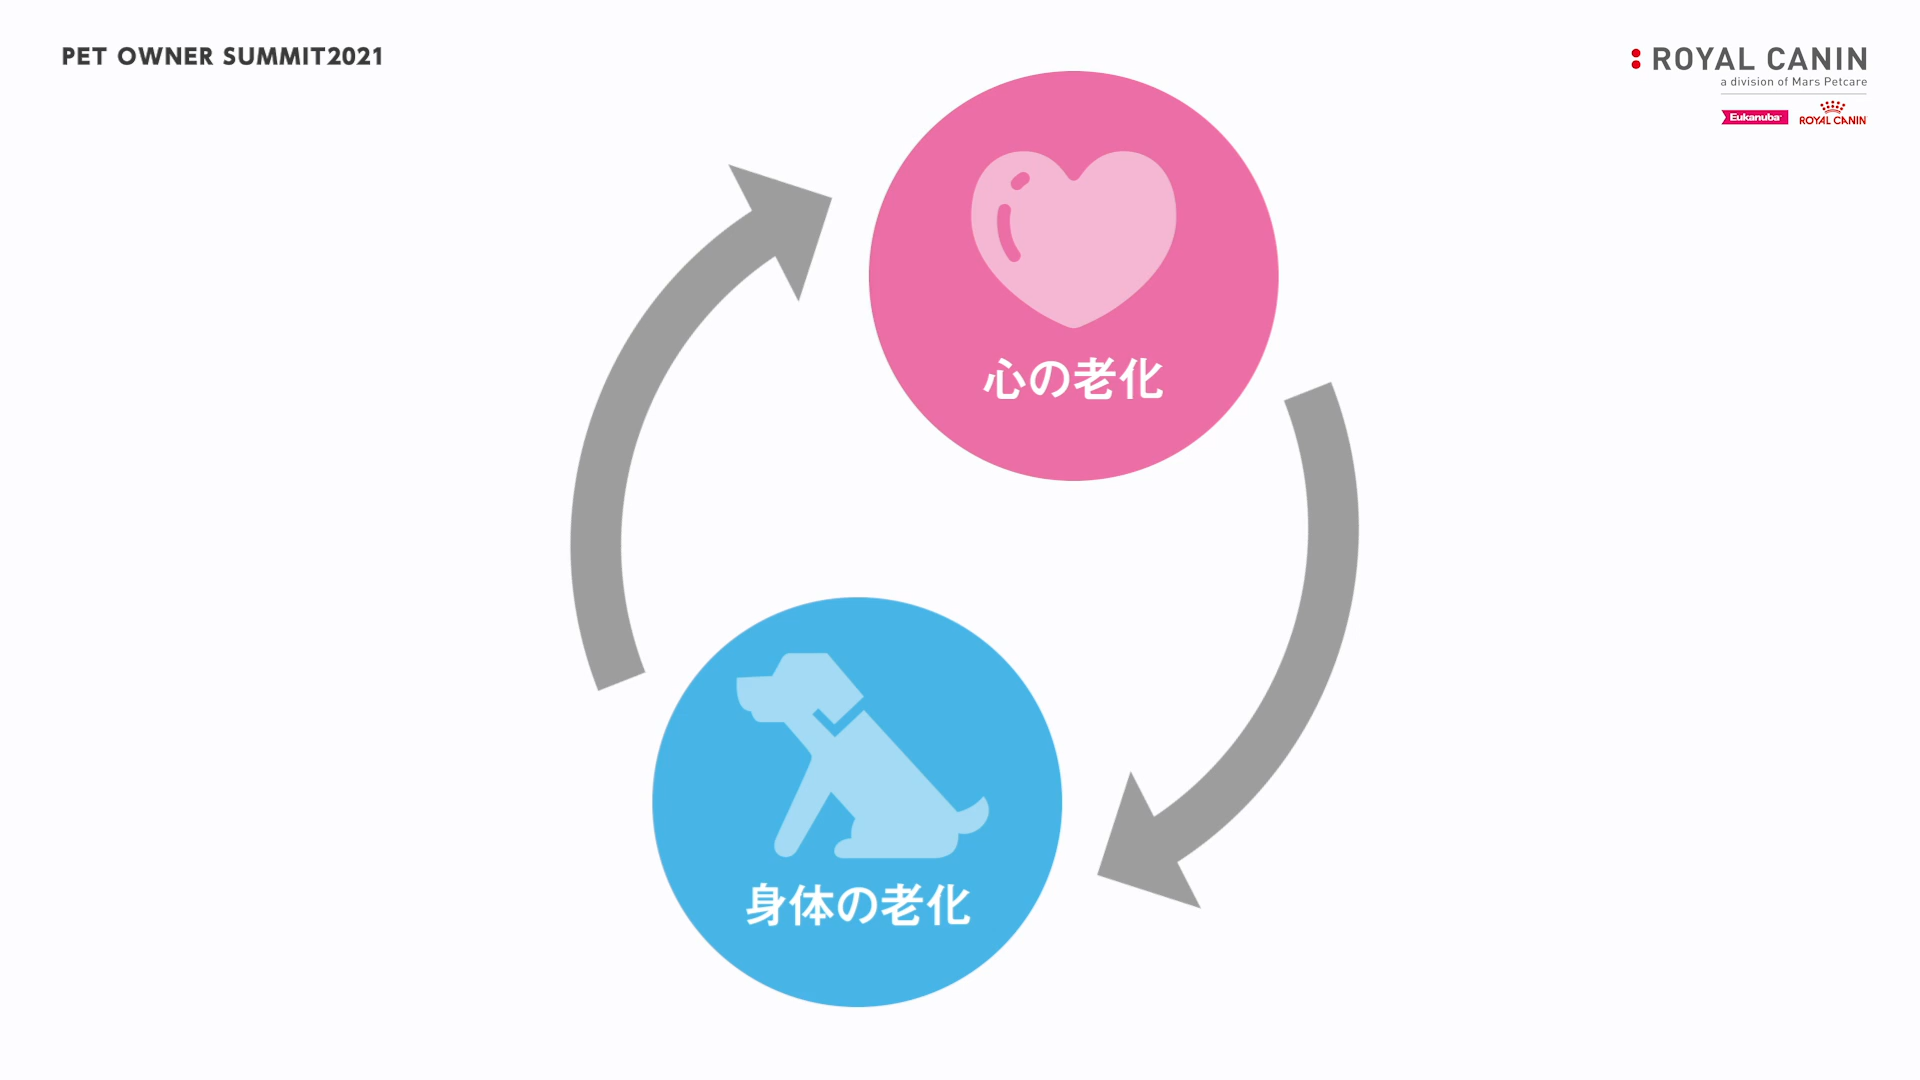 PET OWNER SUMMIT2021
ROYAL CANIN
a division of Mars Petcare
Eukanuba
ROYAL CANIN
心の老化
身体の老化